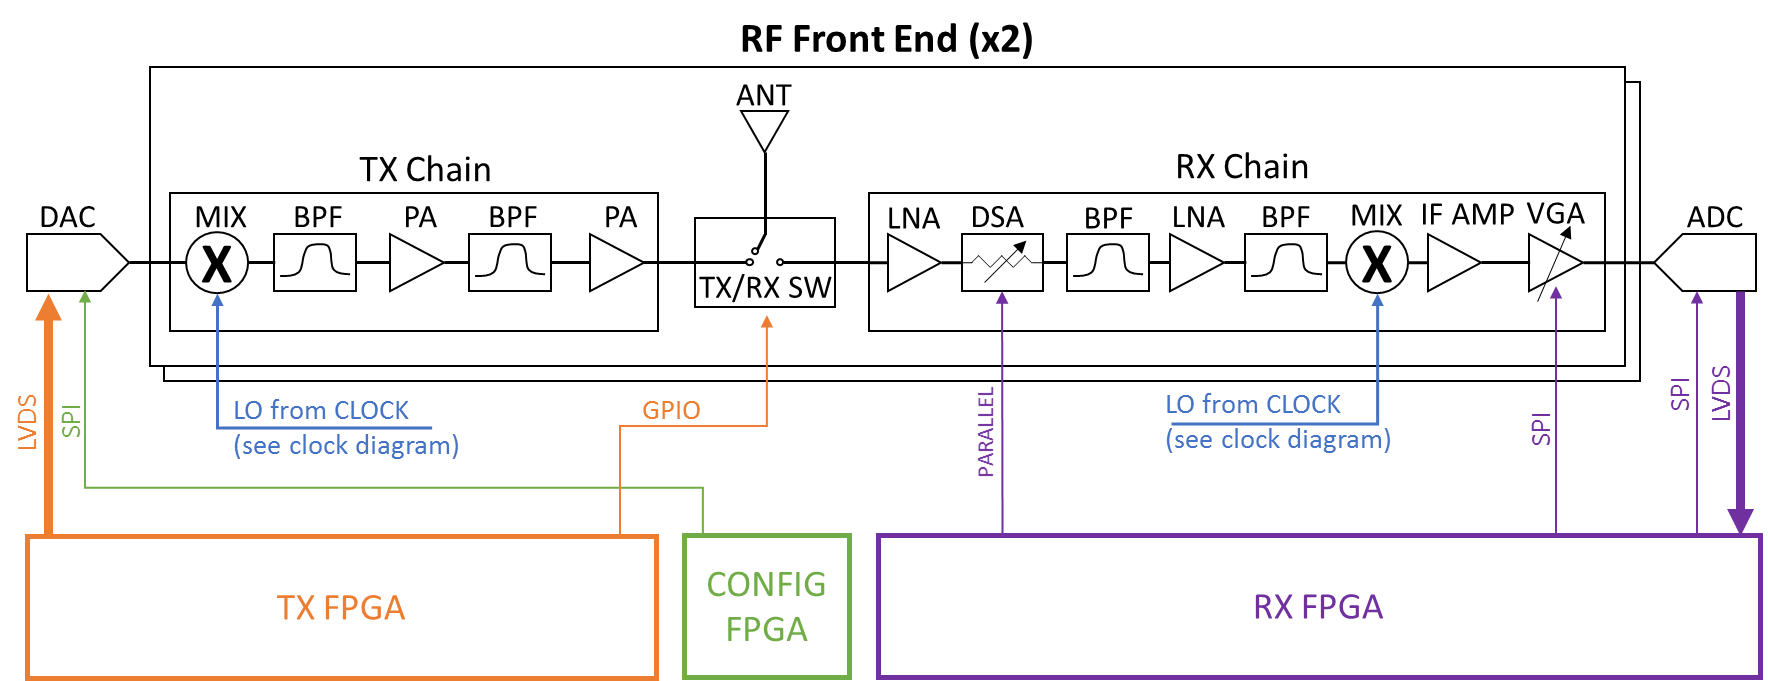 RF Front End (x2)
ANT
TX Chain
RX Chain
DAC
MIX
BPF
PA
BPF
PA
LNA
DSA
BPF
LNA
BPF
MIX
IF AMP
VGA
ADC
X
X
TX/RX SW
LVDS
SPI
LO from CLOCK
(see clock diagram)
GPIO
PARALLEL
LO from CLOCK
(see clock diagram)
SPI
SPI
LVDS
TX FPGA
CONFIG
FPGA
RX FPGA